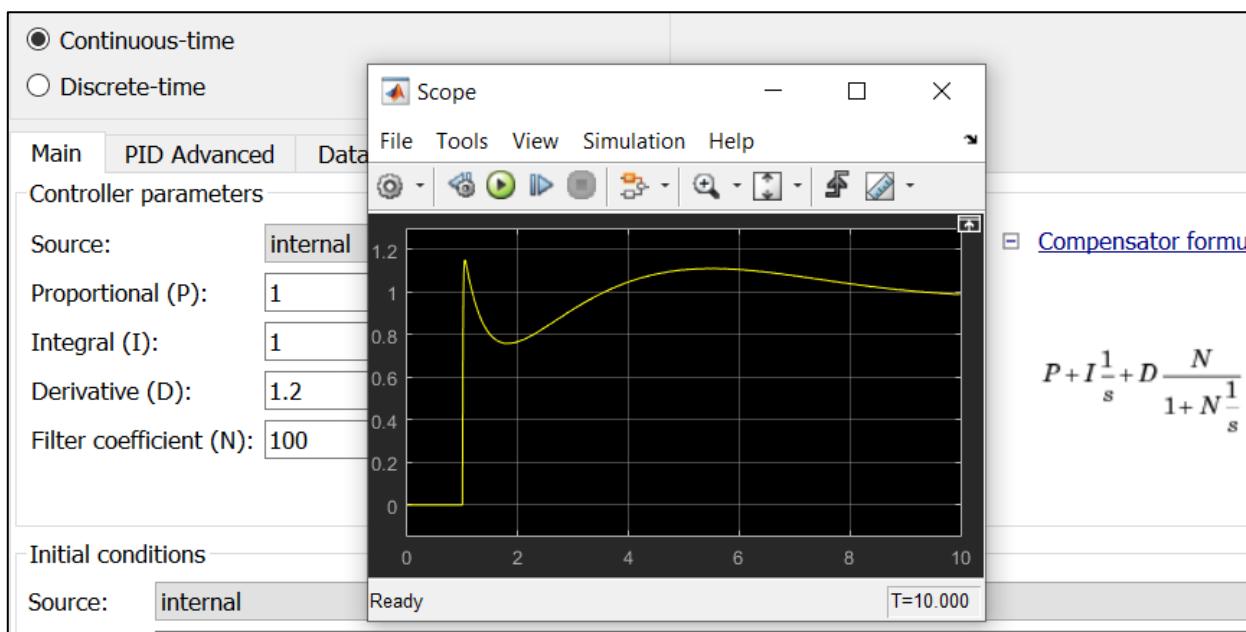 Continuous-time
Discrete-time
Main PID Advanced Data
Controller parameters
Source: internal
Proportional (P): 1
Integral (I): 1
Derivative (D): 1.2
Filter coefficient (N): 100
Initial conditions
Source: internal
Scope
File Tools View Simulation Help
1.2
1
0.8
0.6
0.4
0.2
0
0 2 4 6 8 10
Ready T=10.000
Compensator formu
P+I\frac{1}{s}+D\frac{N}{1+N\frac{1}{s}}